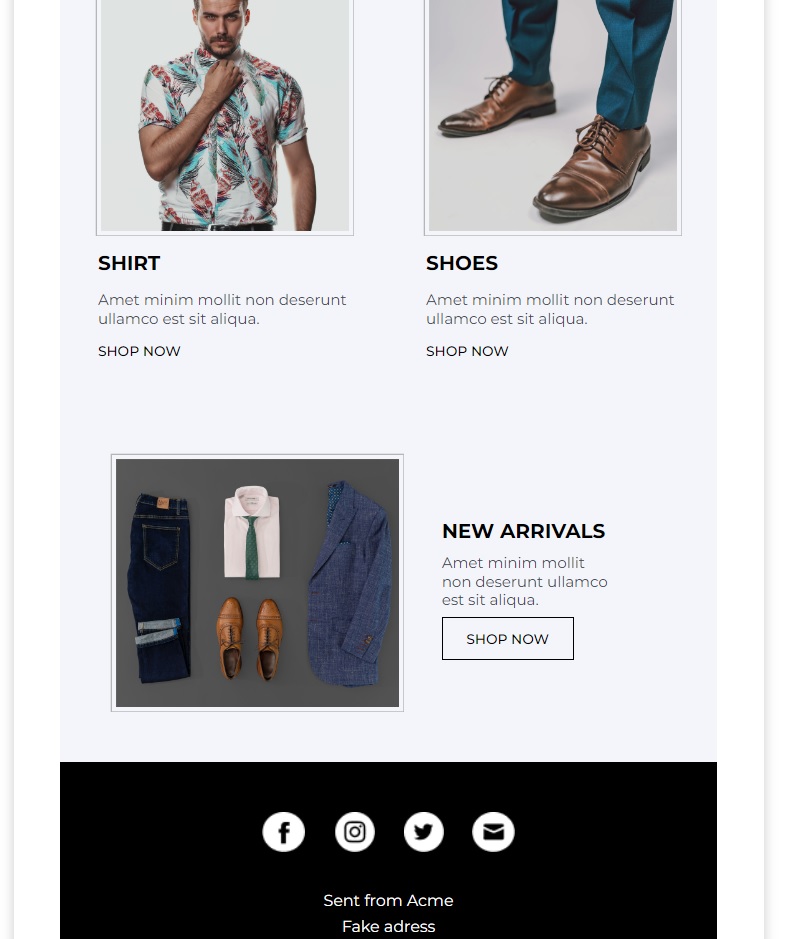 SHIRT
Amet minim mollit non deserunt
ullamco est sit aliqua.
SHOP NOW
SHOES
Amet minim mollit non deserunt
ullamco est sit aliqua.
SHOP NOW
NEW ARRIVALS
Amet minim mollit
non deserunt ullamco
est sit aliqua.
SHOP NOW
Sent from Acme
Fake adress